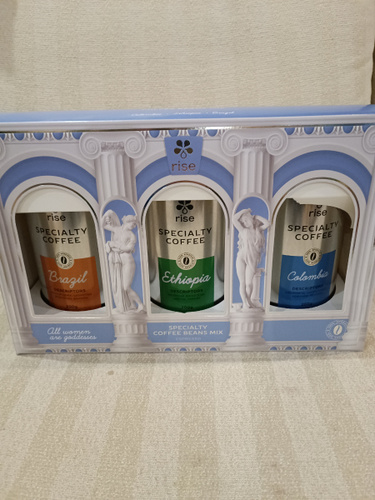 rise
rise
SPECIALTY
COFFEE
Brazil
rise
SPECIALTY
COFFEE
Ethiopia
rise
SPECIALTY
COFFEE
Colombia
All women
are goddesses
SPECIALTY
COFFEE BEANS MIX